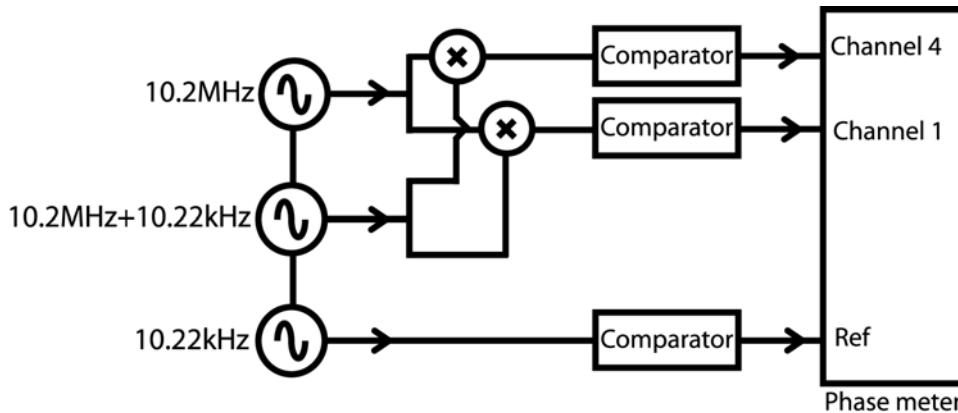 10.2MHz
10.2MHz+10.22kHz
10.22kHz
×
×
Comparator
Comparator
Comparator
Channel 4
Channel 1
Ref
Phase meter